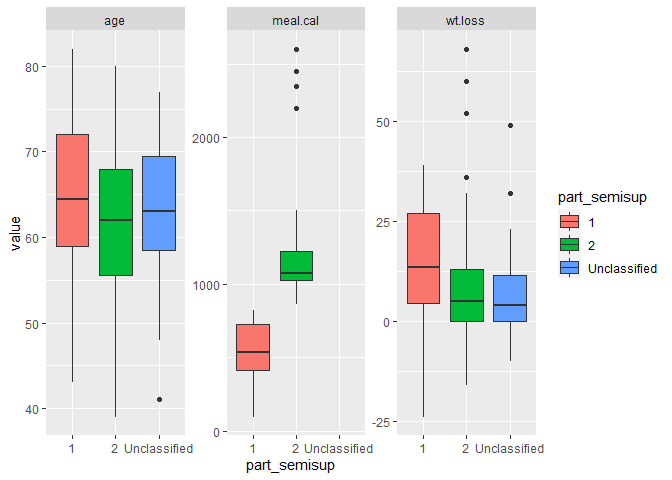 age
meal.cal
wt.loss
value
80
70
60
50
40
2000
1000
0
50
25
0
-25
1
2
Unclassified
1
2
Unclassified
1
2
Unclassified
part_semisup
part_semisup
1
2
Unclassified